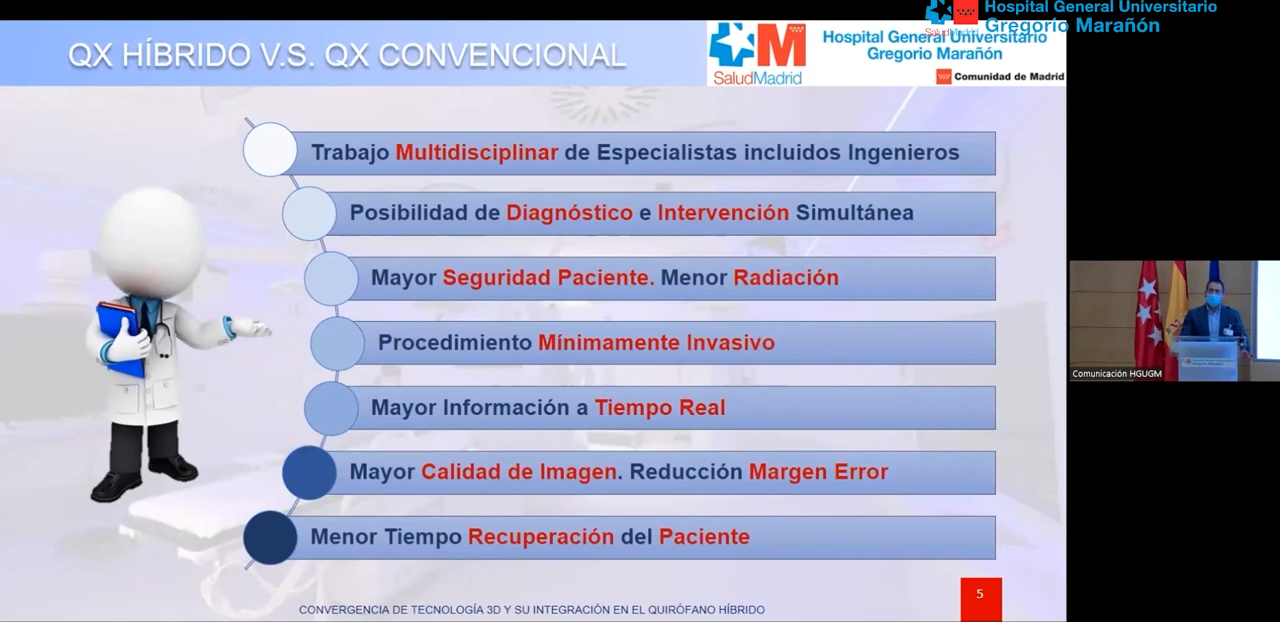 Hospital General Universitario
Gregorio Marañón
SaludMadrid
QX HÍBRIDO V.S. QX CONVENCIONAL
SaludMadrid
Hospital General Universitario
Gregorio Marañón
Comunidad de Madrid
Trabajo Multidisciplinar de Especialistas incluidos Ingenieros
Posibilidad de Diagnóstico e Intervención Simultánea
Mayor Seguridad Paciente. Menor Radiación
Procedimiento Mínimamente Invasivo
Mayor Información a Tiempo Real
Mayor Calidad de Imagen. Reducción Margen Error
Menor Tiempo Recuperación del Paciente
Comunicación HGUGM
CONVERGENCIA DE TECNOLOGÍA 3D Y SU INTEGRACIÓN EN EL QUIRÓFANO HÍBRIDO
5